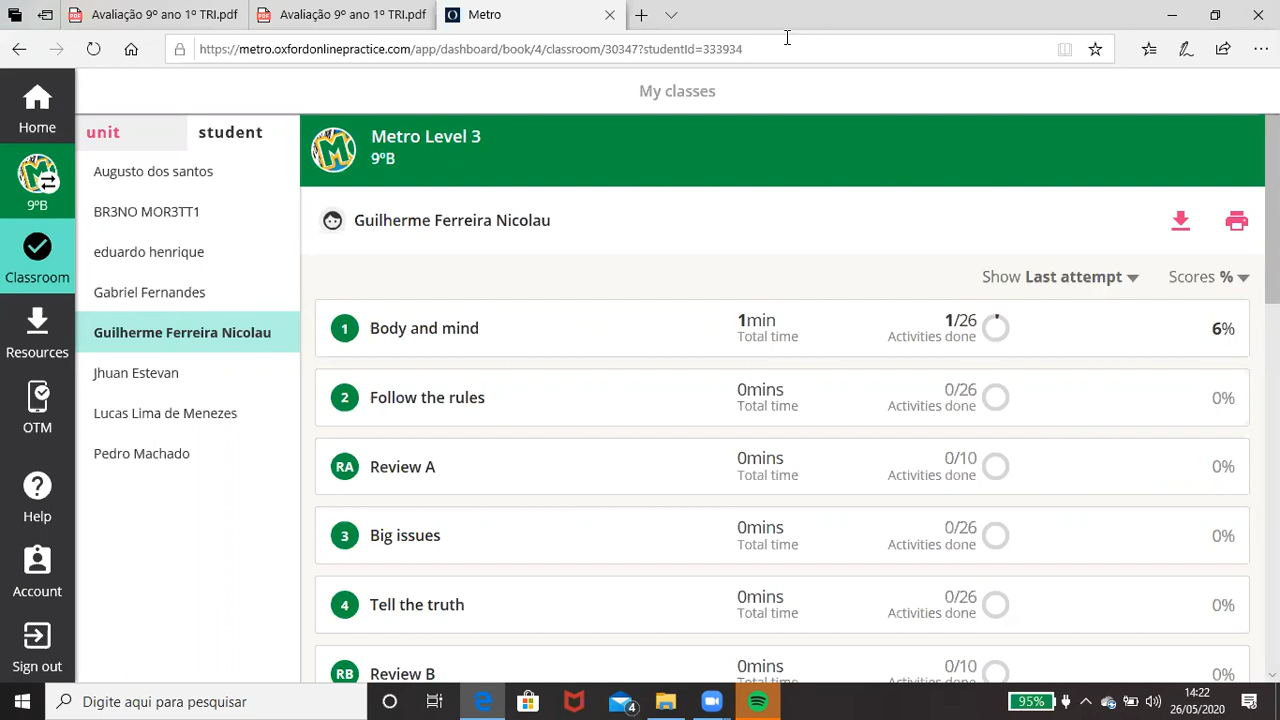 Avaliação 9º ano 1º TRI.pdf
Avaliação 9º ano 1º TRI.pdf
Metro
https://metro.oxfordonlinepractice.com/app/dashboard/book/4/classroom/30347?studentId=333934
My classes
Home
9ºB
Classroom
Resources
OTM
Help
Account
Sign out
unit student
Augusto dos santos
BR3NO MOR3TT1
eduardo henrique
Gabriel Fernandes
Guilherme Ferreira Nicolau
Jhuan Estevan
Lucas Lima de Menezes
Pedro Machado
Metro Level 3
9ºB
Guilherme Ferreira Nicolau
Show Last attempt Scores %
1 Body and mind 1min 1/26 6%
Total time Activities done
2 Follow the rules 0mins 0/26 0%
Total time Activities done
RA Review A 0mins 0/10 0%
Total time Activities done
3 Big issues 0mins 0/26 0%
Total time Activities done
4 Tell the truth 0mins 0/26 0%
Total time Activities done
RB Review B 0mins 0/10 0%
Total time Activities done
Digite aqui para pesquisar
4
95%
14:22
26/05/2020